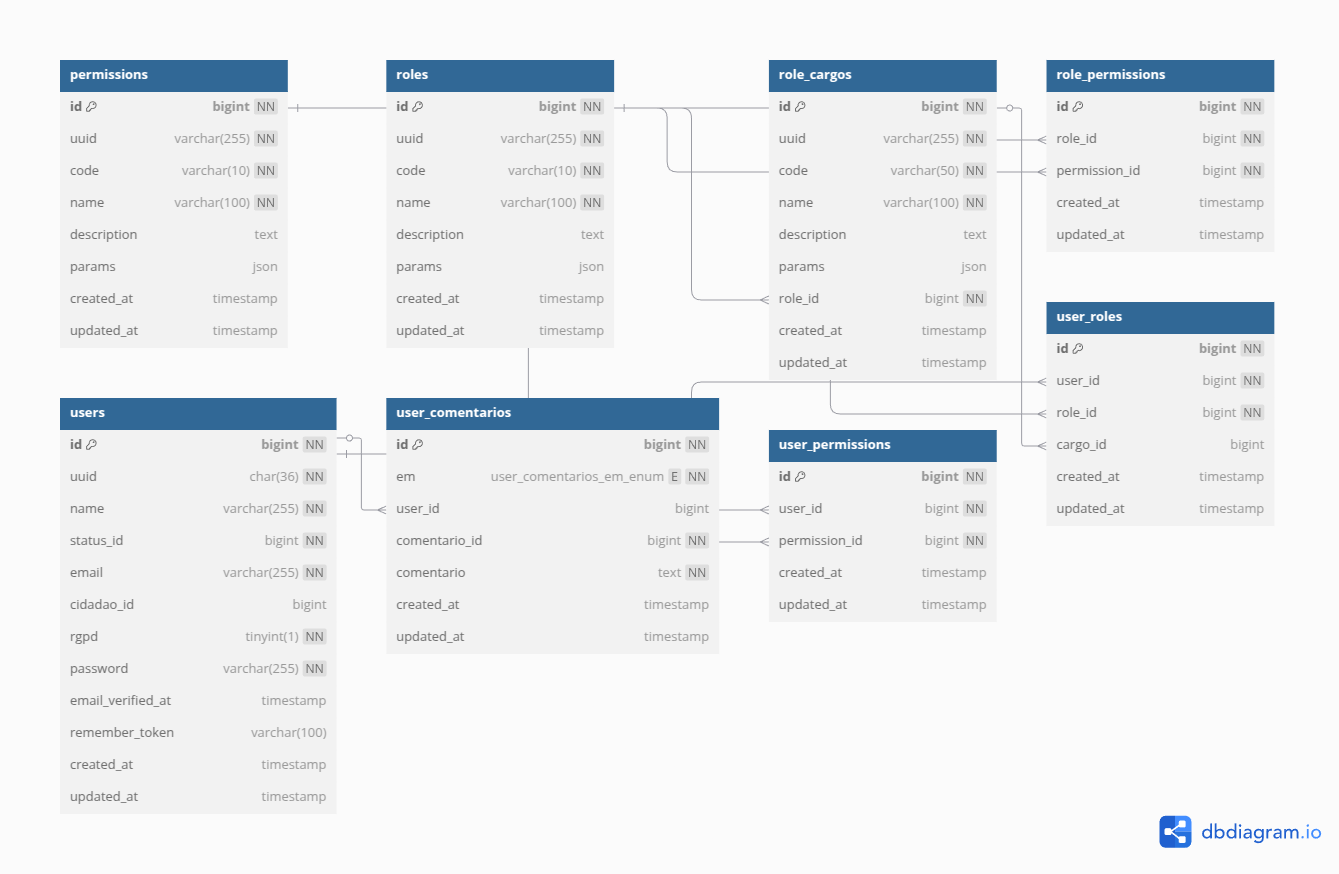 permissions
id bigint NN
uuid varchar(255) NN
code varchar(10) NN
name varchar(100) NN
description text
params json
created_at timestamp
updated_at timestamp
roles
id bigint NN
uuid varchar(255) NN
code varchar(10) NN
name varchar(100) NN
description text
params json
created_at timestamp
updated_at timestamp
role_cargos
id bigint NN
uuid varchar(255) NN
code varchar(50) NN
name varchar(100) NN
description text
params json
role_id bigint NN
created_at timestamp
updated_at timestamp
role_permissions
id bigint NN
role_id bigint NN
permission_id bigint NN
created_at timestamp
updated_at timestamp
user_roles
id bigint NN
user_id bigint NN
role_id bigint NN
cargo_id bigint
created_at timestamp
updated_at timestamp
users
id bigint NN
uuid char(36) NN
name varchar(255) NN
status_id bigint NN
email varchar(255) NN
cidadao_id bigint
rgpd tinyint(1) NN
password varchar(255) NN
email_verified_at timestamp
remember_token varchar(100)
created_at timestamp
updated_at timestamp
user_comentarios
id bigint NN
em user_comentarios_em_enum E NN
user_id bigint
comentario_id bigint NN
comentario text NN
created_at timestamp
updated_at timestamp
user_permissions
id bigint NN
user_id bigint NN
permission_id bigint NN
created_at timestamp
updated_at timestamp
dbdiagram.io